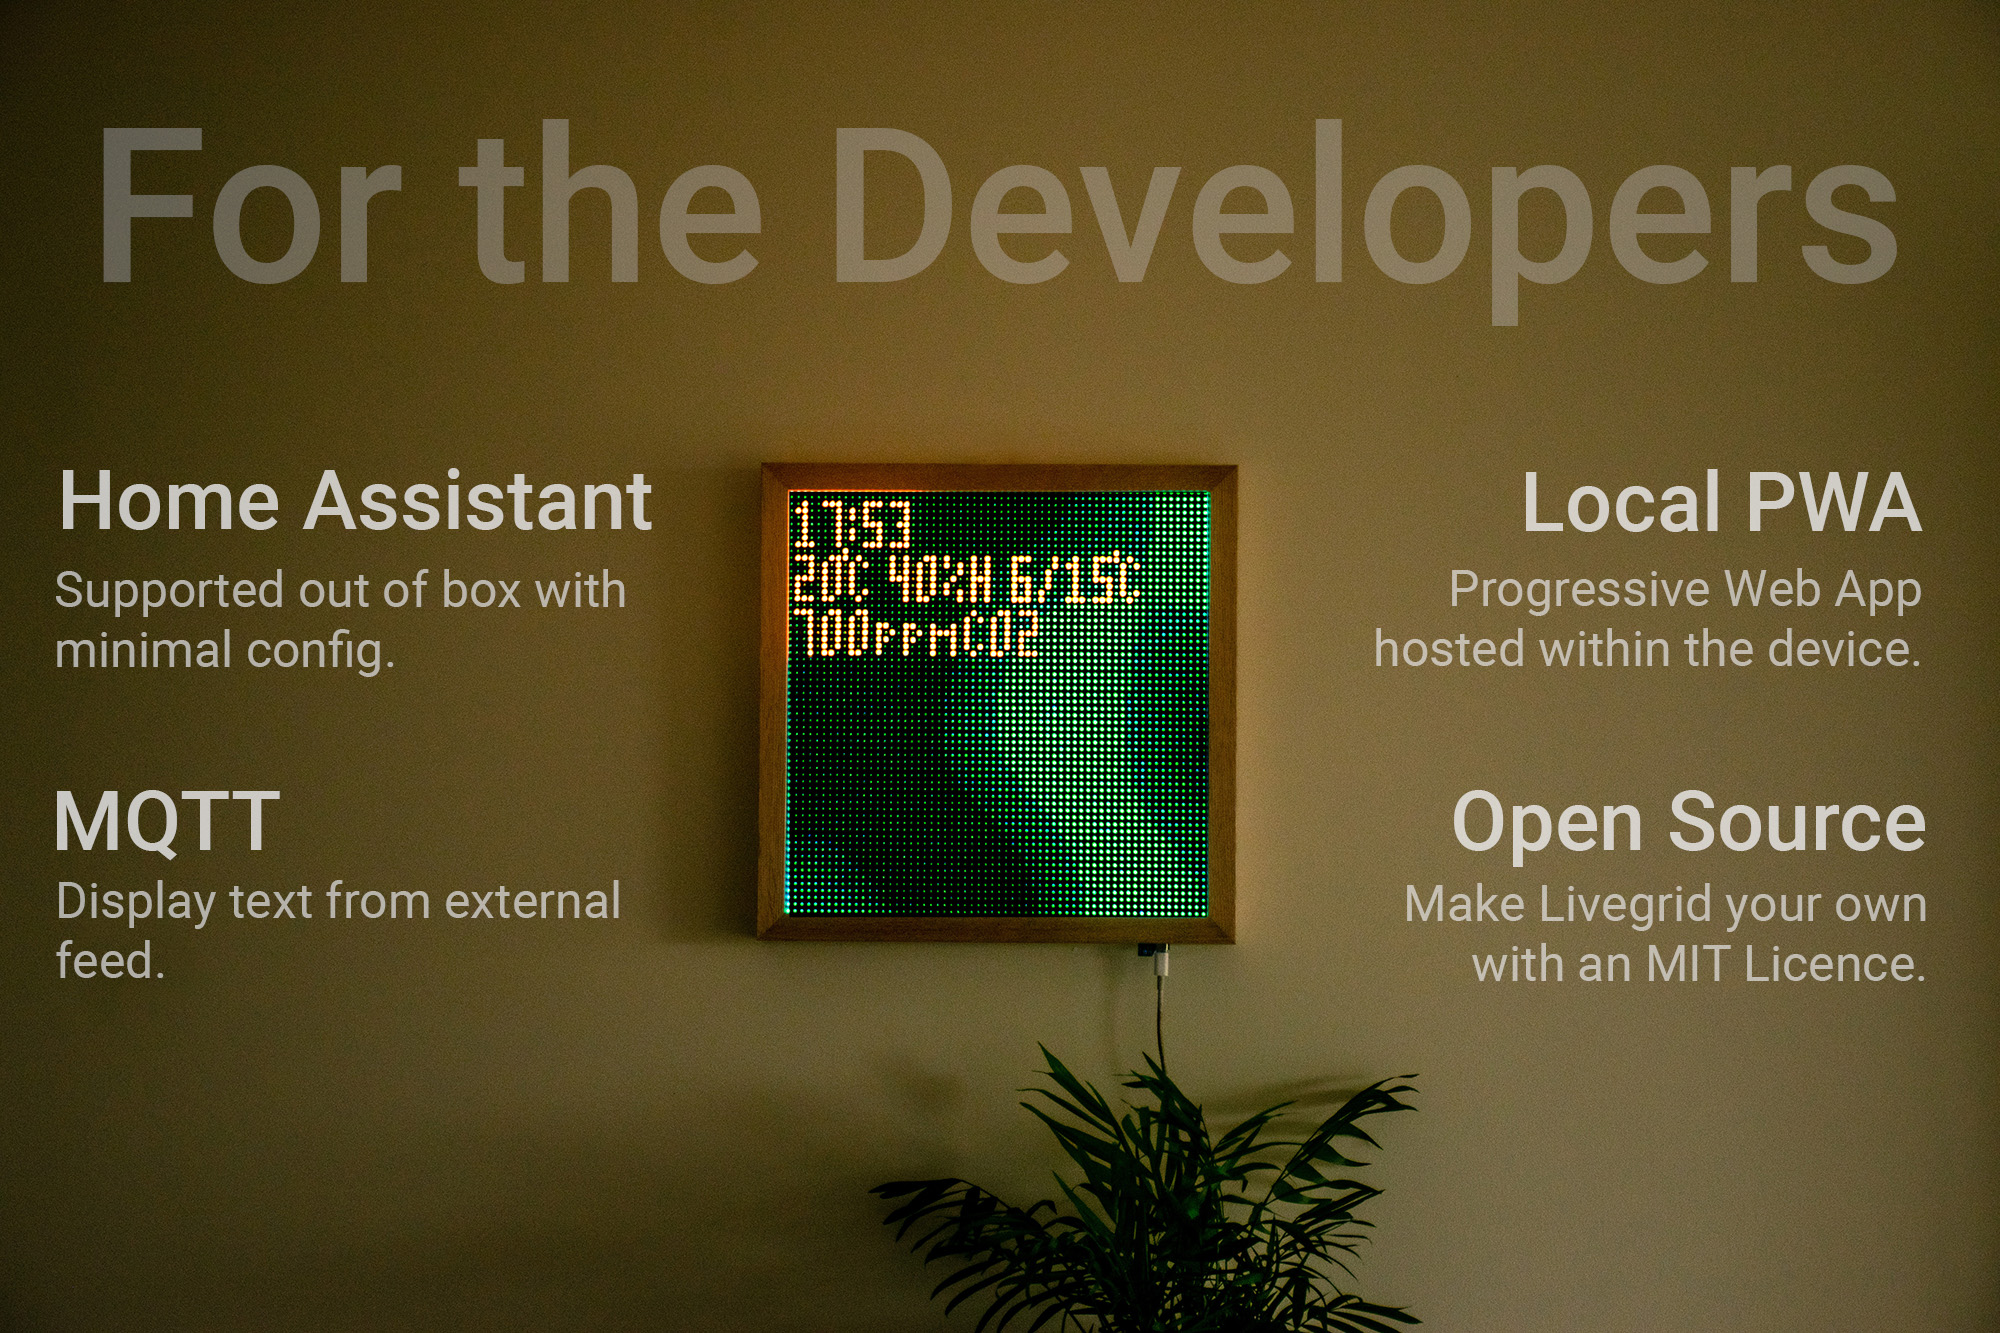 For the Developers
Home Assistant
Supported out of box with
minimal config.
MQTT
Display text from external
feed.
17:53
20°C 40%H 6/15°C
700ppmCO2
Local PWA
Progressive Web App
hosted within the device.
Open Source
Make Livegrid your own
with an MIT Licence.